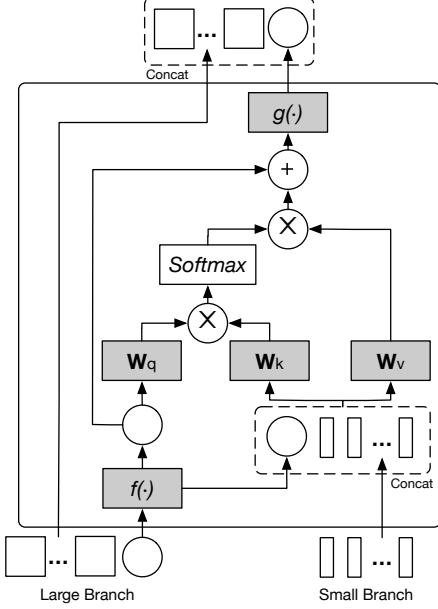 ...
Concat
g(·)
+
X
Softmax
X
Wq
Wk
Wv
...
Concat
f(·)
...
...
Large Branch
Small Branch